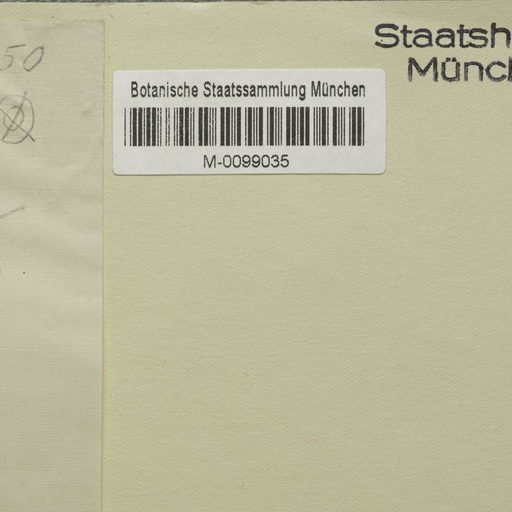 50
Staatsh
Münch
Botanische Staatssammlung München
M-0099035